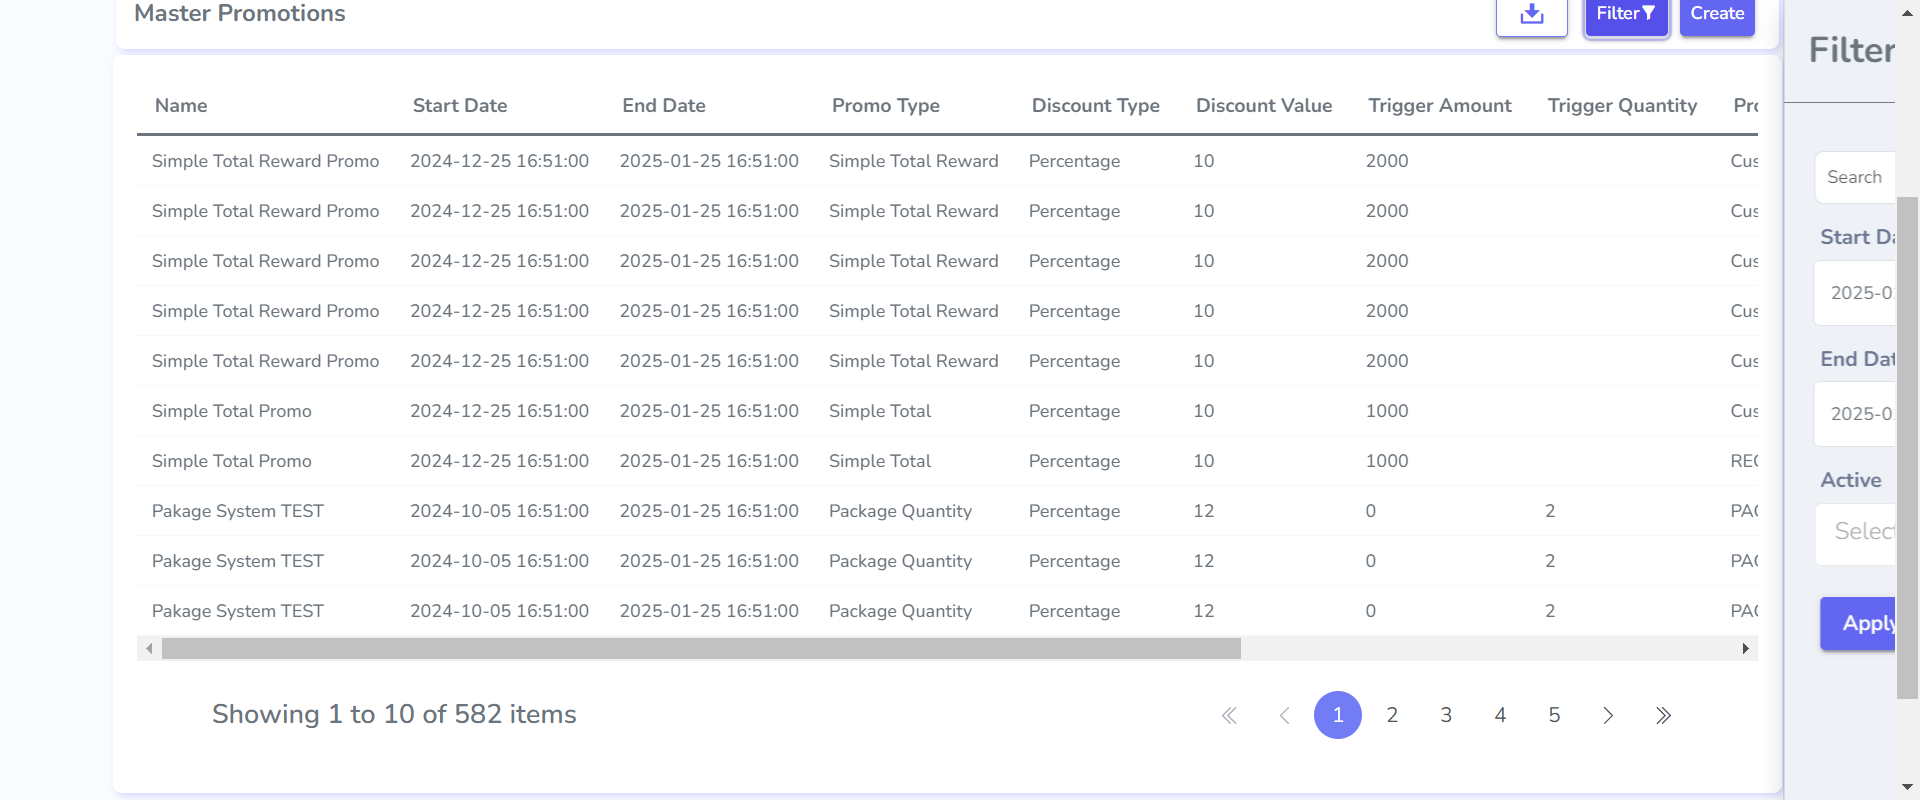 Master Promotions
Filter
Create
Name Start Date End Date Promo Type Discount Type Discount Value Trigger Amount Trigger Quantity
Simple Total Reward Promo 2024-12-25 16:51:00 2025-01-25 16:51:00 Simple Total Reward Percentage 10 2000 Cus
Simple Total Reward Promo 2024-12-25 16:51:00 2025-01-25 16:51:00 Simple Total Reward Percentage 10 2000 Cus
Simple Total Reward Promo 2024-12-25 16:51:00 2025-01-25 16:51:00 Simple Total Reward Percentage 10 2000 Cus
Simple Total Reward Promo 2024-12-25 16:51:00 2025-01-25 16:51:00 Simple Total Reward Percentage 10 2000 Cus
Simple Total Reward Promo 2024-12-25 16:51:00 2025-01-25 16:51:00 Simple Total Reward Percentage 10 2000 Cus
Simple Total Promo 2024-12-25 16:51:00 2025-01-25 16:51:00 Simple Total Percentage 10 1000 Cus
Simple Total Promo 2024-12-25 16:51:00 2025-01-25 16:51:00 Simple Total Percentage 10 1000
Pakage System TEST 2024-10-05 16:51:00 2025-01-25 16:51:00 Package Quantity Percentage 12 0 2
Pakage System TEST 2024-10-05 16:51:00 2025-01-25 16:51:00 Package Quantity Percentage 12 0 2
Pakage System TEST 2024-10-05 16:51:00 2025-01-25 16:51:00 Package Quantity Percentage 12 0 2
Showing 1 to 10 of 582 items
1 2 3 4 5
Filter
Search
Start Da
2025-0
End Dat
2025-0
Active
Select
Apply